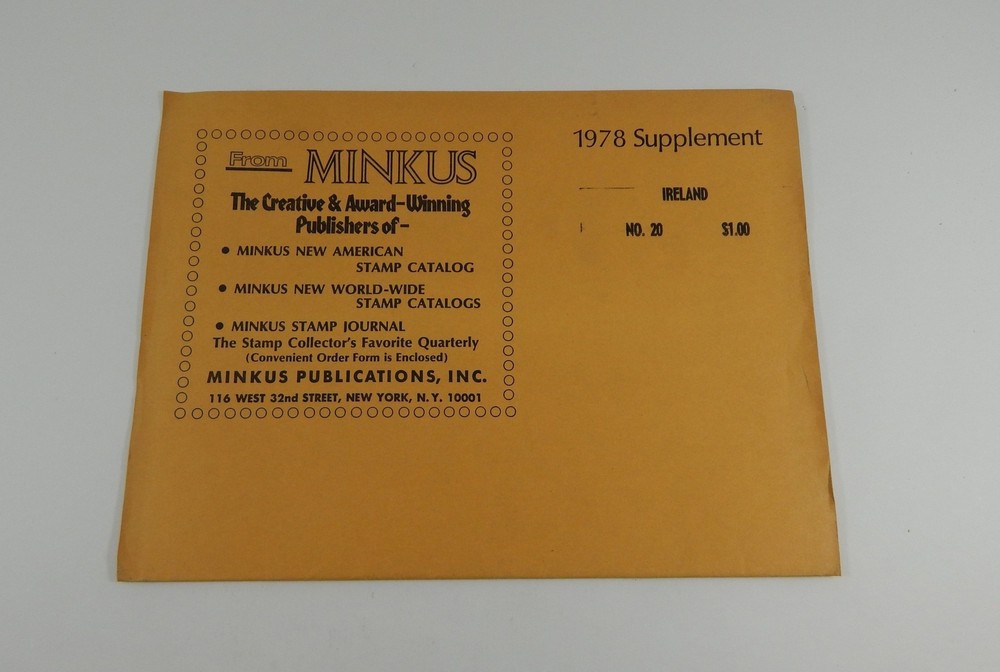 From MINKUS
The Creative & Award-Winning
Publishers of-
• MINKUS NEW AMERICAN
STAMP CATALOG
• MINKUS NEW WORLD-WIDE
STAMP CATALOGS
• MINKUS STAMP JOURNAL
The Stamp Collector's Favorite Quarterly
(Convenient Order Form is Enclosed)
MINKUS PUBLICATIONS, INC.
116 WEST 32nd STREET, NEW YORK, N.Y. 10001
1978 Supplement
IRELAND
NO. 20 $1.00